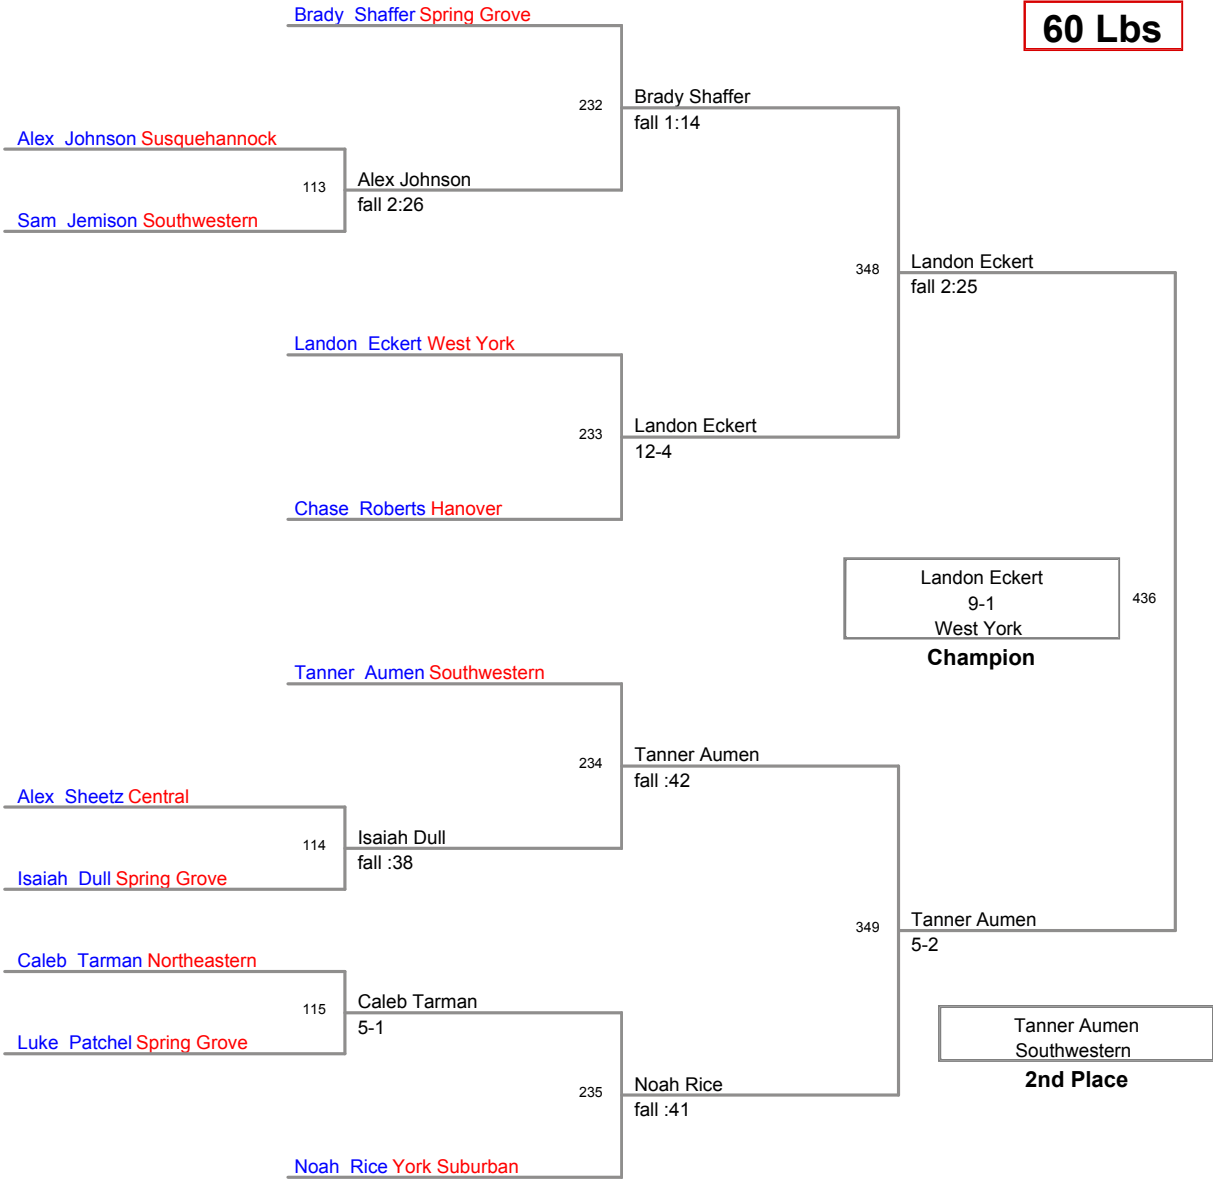 Brady Shaffer Spring Grove
60 Lbs
232
Brady Shaffer
fall 1:14
Alex Johnson Susquehannock
113
Alex Johnson
fall 2:26
Sam Jemison Southwestern
348
Landon Eckert
fall 2:25
Landon Eckert West York
233
Landon Eckert
12-4
Chase Roberts Hanover
Landon Eckert
9-1
West York
436
Champion
Tanner Aumen Southwestern
234
Tanner Aumen
fall :42
Alex Sheetz Central
114
Isaiah Dull
fall :38
Isaiah Dull Spring Grove
349
Tanner Aumen
5-2
Caleb Tarman Northeastern
115
Caleb Tarman
5-1
Luke Patchel Spring Grove
Tanner Aumen
Southwestern
2nd Place
235
Noah Rice
fall :41
Noah Rice York Suburban